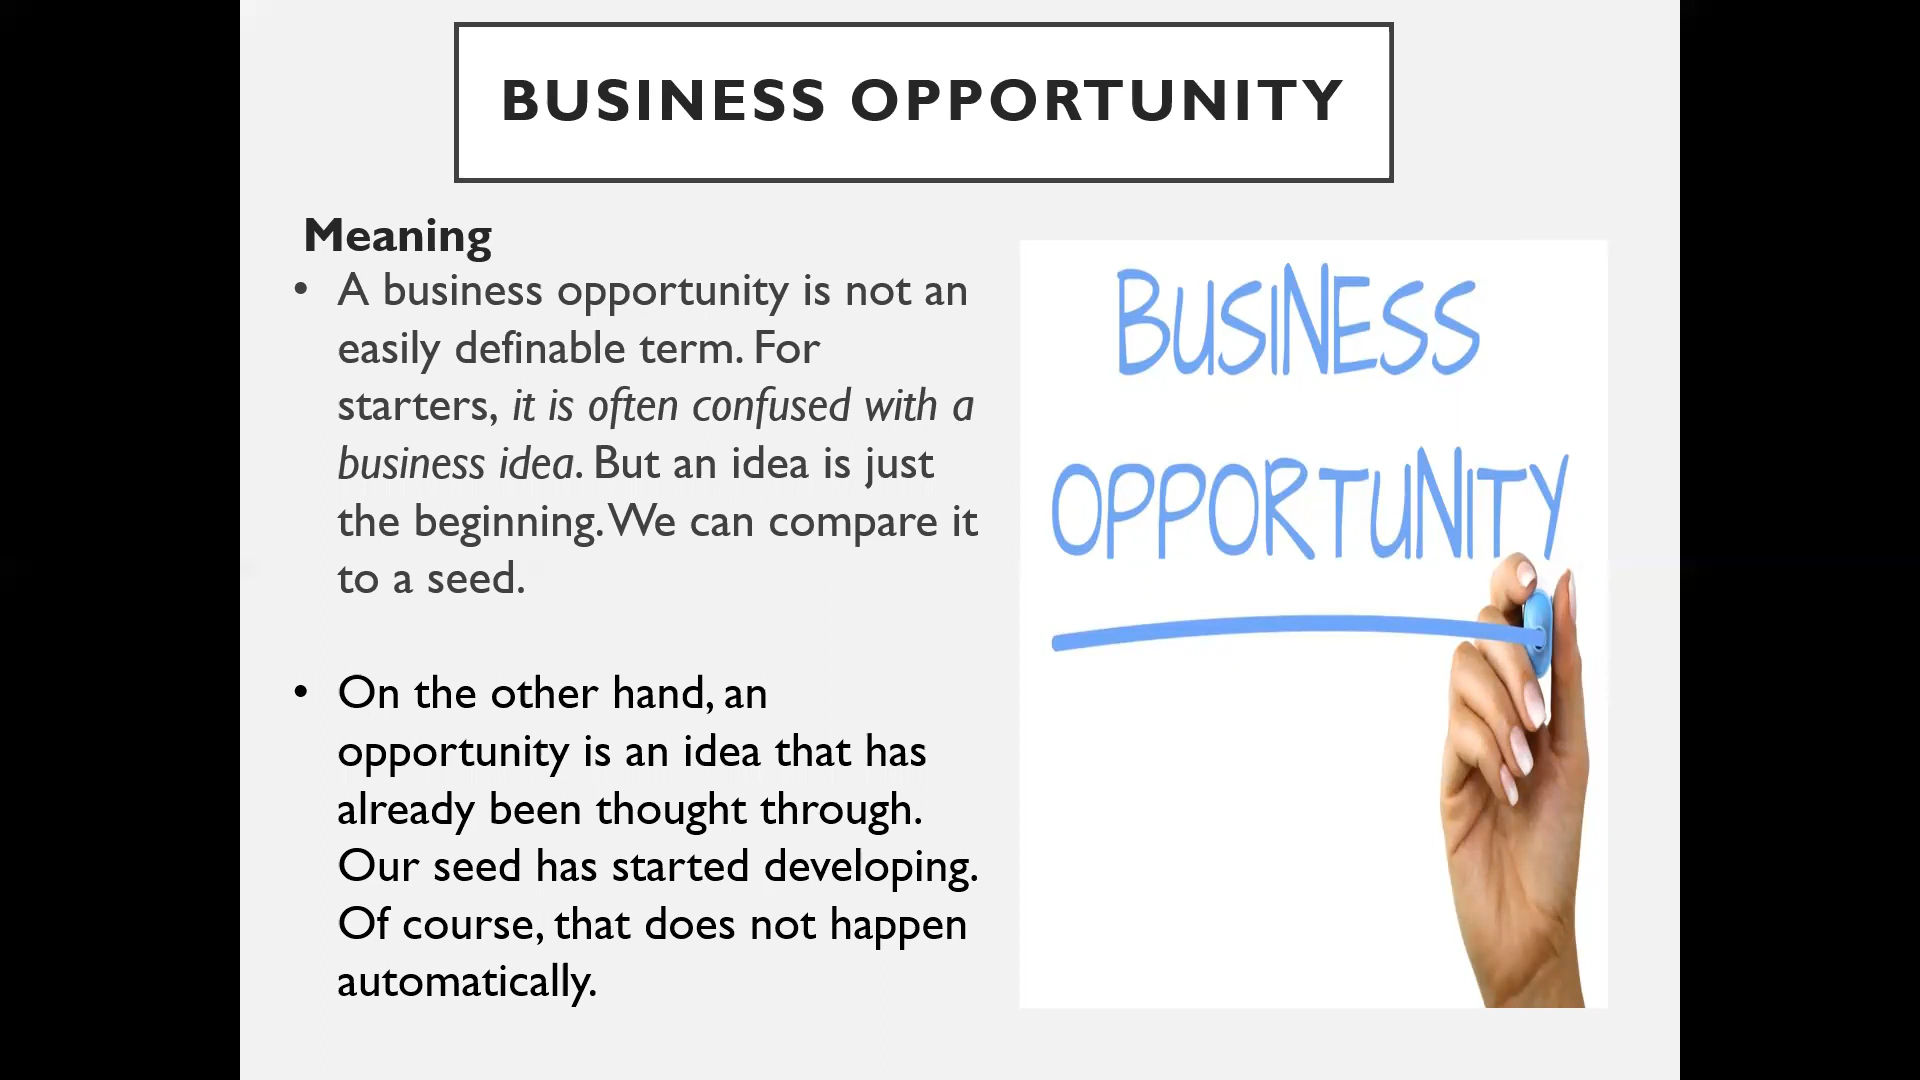 BUSINESS OPPORTUNITY
Meaning
• A business opportunity is not an
easily definable term. For
starters, it is often confused with a
business idea. But an idea is just
the beginning. We can compare it
to a seed.
• On the other hand, an
opportunity is an idea that has
already been thought through.
Our seed has started developing.
Of course, that does not happen
automatically.
BUSINESS
OPPORTUNITY